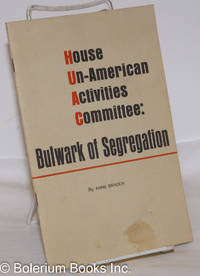 House
Un-American
Activities
Committee:
Bulwark of Segregation
By ANNE BRADEN
© Bolerium Books Inc.